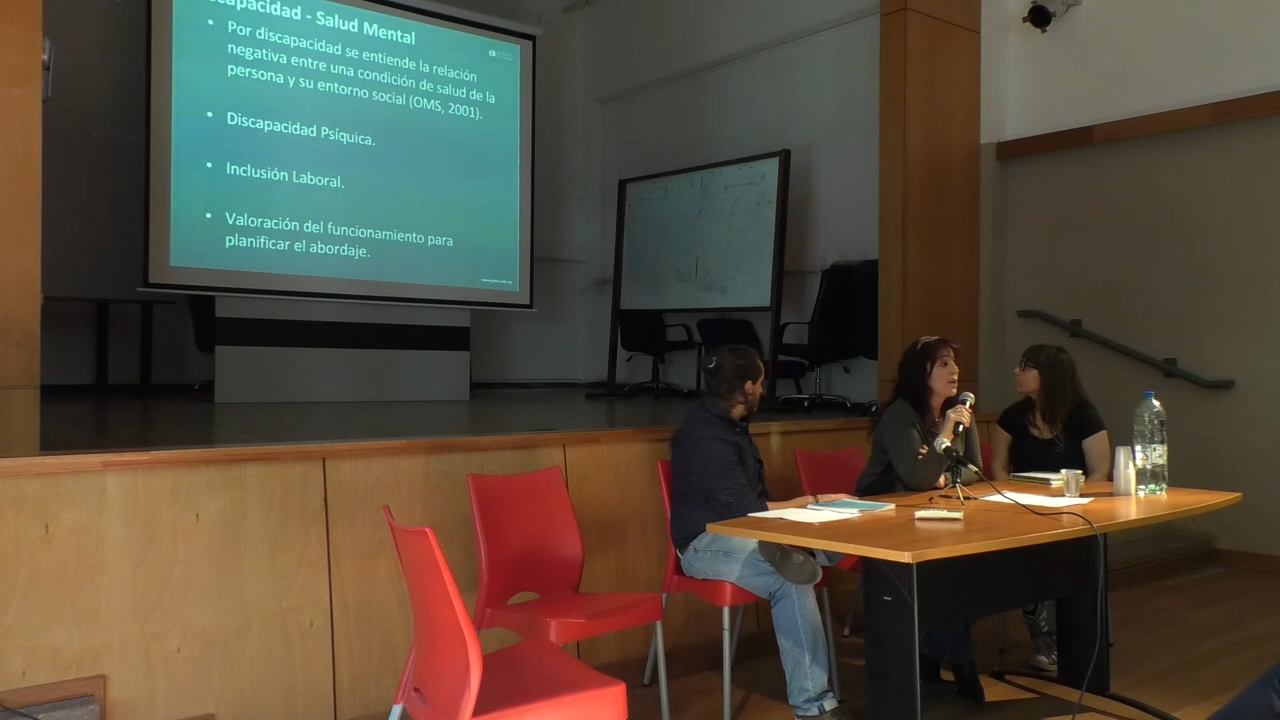 scapacidad - Salud Mental
• Por discapacidad se entiende la relación
negativa entre una condición de salud de la
persona y su entorno social (OMS, 2001).
• Discapacidad Psíquica.
• Inclusión Laboral.
• Valoración del funcionamiento para
planificar el abordaje.